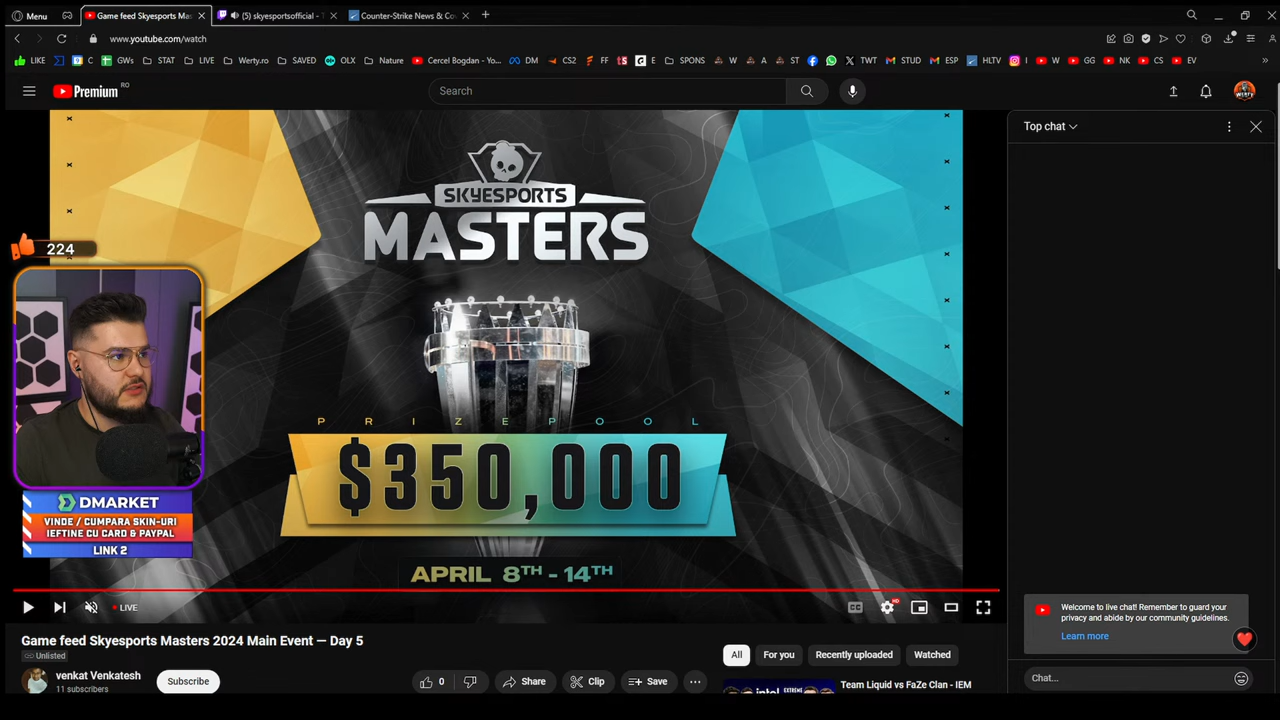 Menu
Game feed Skyesports Mas
(5) skyesportsofficial - T
Counter-Strike News & Co
www.youtube.com/watch
LIKE
C
GWs
STAT
LIVE
Werty.ro
SAVED
OLX
Nature
Cercel Bogdan - Yo...
DM
CS2
FF
E
SPONS
W
A
ST
TWT
STUD
ESP
HLTV
I
W
GG
NK
CS
EV
Premium RO
Search
Top chat
SKYESPORTS
MASTERS
PRIZEPOOL
$350,000
APRIL 8TH - 14TH
224
DMARKET
VINDE / CUMPARA SKIN-URI
IEFTINE CU CARD & PAYPAL
LINK 2
LIVE
CC
HD
Game feed Skyesports Masters 2024 Main Event — Day 5
Unlisted
venkat Venkatesh
11 subscribers
Subscribe
0
Share
Clip
Save
All
For you
Recently uploaded
Watched
intel EXTREME
Team Liquid vs FaZe Clan - IEM
Welcome to live chat! Remember to guard your
privacy and abide by our community guidelines.
Learn more
Chat...